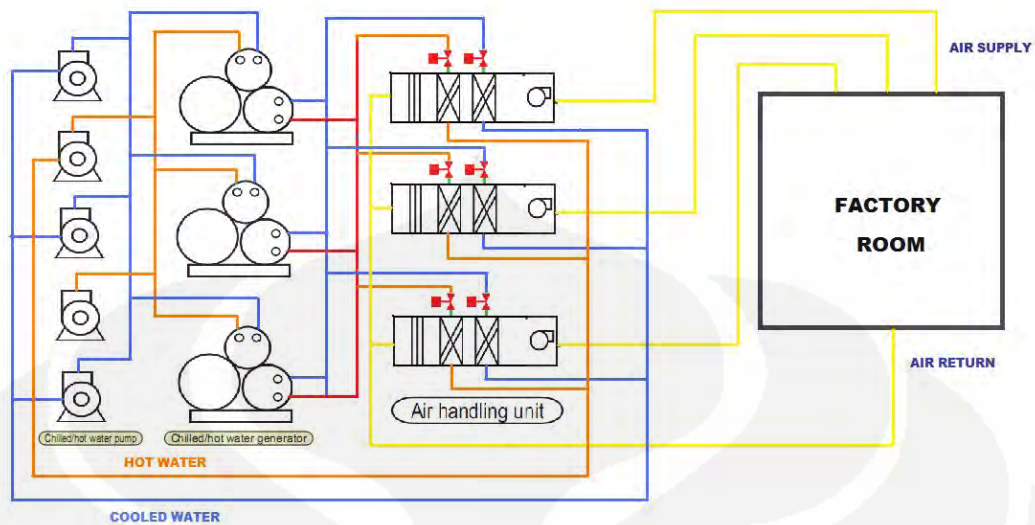 AIR SUPPLY
FACTORY
ROOM
AIR RETURN
Air handling unit
Chilled/hot water pump
Chilled/hot water generator
HOT WATER
COOLED WATER